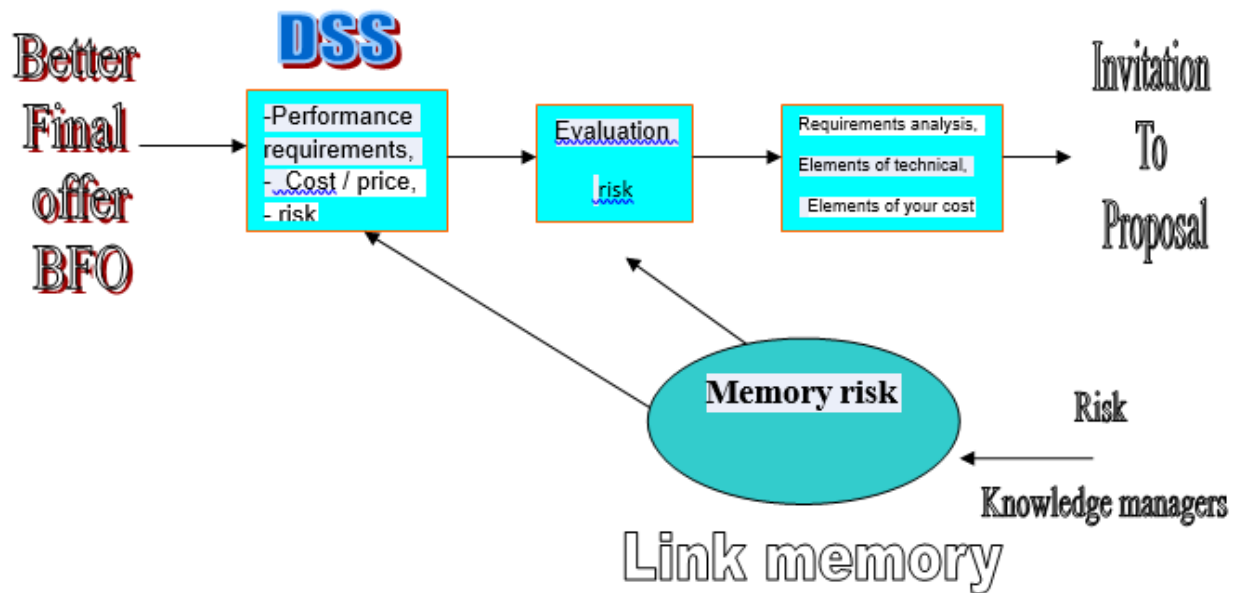 Better
Final
offer
BFO
DSS
-Performance
requirements,
- Cost / price,
- risk
Evaluation
risk
Requirements analysis,
Elements of technical,
Elements of your cost
Invitation
To
Proposal
Memory risk
Risk
Knowledge managers
Link memory